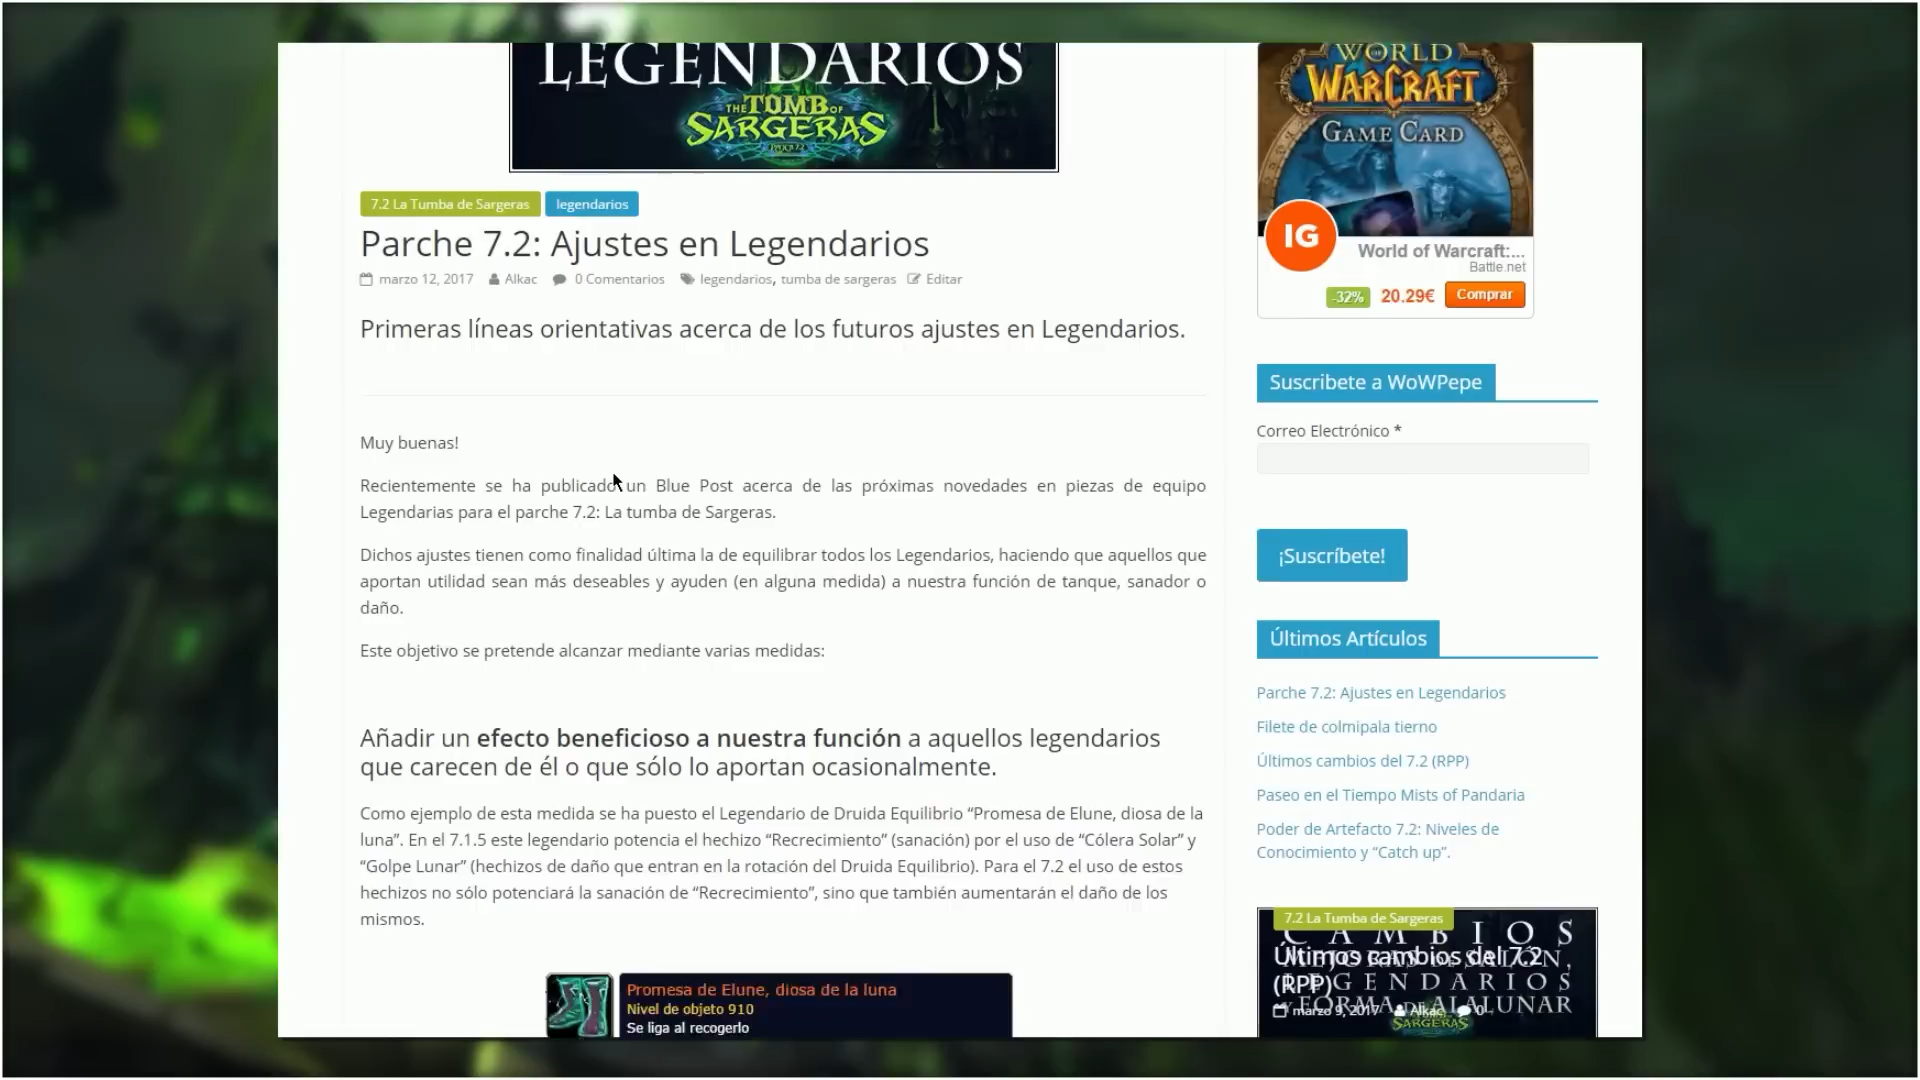 LEGENDARIOS
THE TOMB OF
SARGERAS
7.2 La Tumba de Sargeras
legendarios
Parche 7.2: Ajustes en Legendarios
marzo 12, 2017 Alkac 0 Comentarios legendarios, tumba de sargeras Editar
Primeras líneas orientativas acerca de los futuros ajustes en Legendarios.
Muy buenas!
Recientemente se ha publicado un Blue Post acerca de las próximas novedades en piezas de equipo
Legendarias para el parche 7.2: La tumba de Sargeras.
Dichos ajustes tienen como finalidad última la de equilibrar todos los Legendarios, haciendo que aquellos que
aportan utilidad sean más deseables y ayuden (en alguna medida) a nuestra función de tanque, sanador o
daño.
Este objetivo se pretende alcanzar mediante varias medidas:
Añadir un efecto beneficioso a nuestra función a aquellos legendarios
que carecen de él o que sólo lo aportan ocasionalmente.
Como ejemplo de esta medida se ha puesto el Legendario de Druida Equilibrio “Promesa de Elune, diosa de la
luna”. En el 7.1.5 este legendario potencia el hechizo “Recrecimiento” (sanación) por el uso de “Cólera Solar” y
“Golpe Lunar” (hechizos de daño que entran en la rotación del Druida Equilibrio). Para el 7.2 el uso de estos
hechizos no sólo potenciará la sanación de “Recrecimiento”, sino que también aumentarán el daño de los
mismos.
Promesa de Elune, diosa de la luna
Nivel de objeto 910
Se liga al recogerlo
WORLD
WARCRAFT
GAME CARD
IG
World of Warcraft:...
Battle.net
-32% 20.29€ Comprar
Suscribete a WoWPepe
Correo Electrónico *
¡Suscríbete!
Últimos Artículos
Parche 7.2: Ajustes en Legendarios
Filete de colmipala tierno
Últimos cambios del 7.2 (RPP)
Paseo en el Tiempo Mists of Pandaria
Poder de Artefacto 7.2: Niveles de
Conocimiento y “Catch up”.
7.2 La Tumba de Sargeras
CAMBIOS
Últimos cambios del 7.2
(RPP)
LEGENDARIOS
Y FORMA DE ALALUNAR
marzo 9, 2017 Alkac 0
SARGERAS